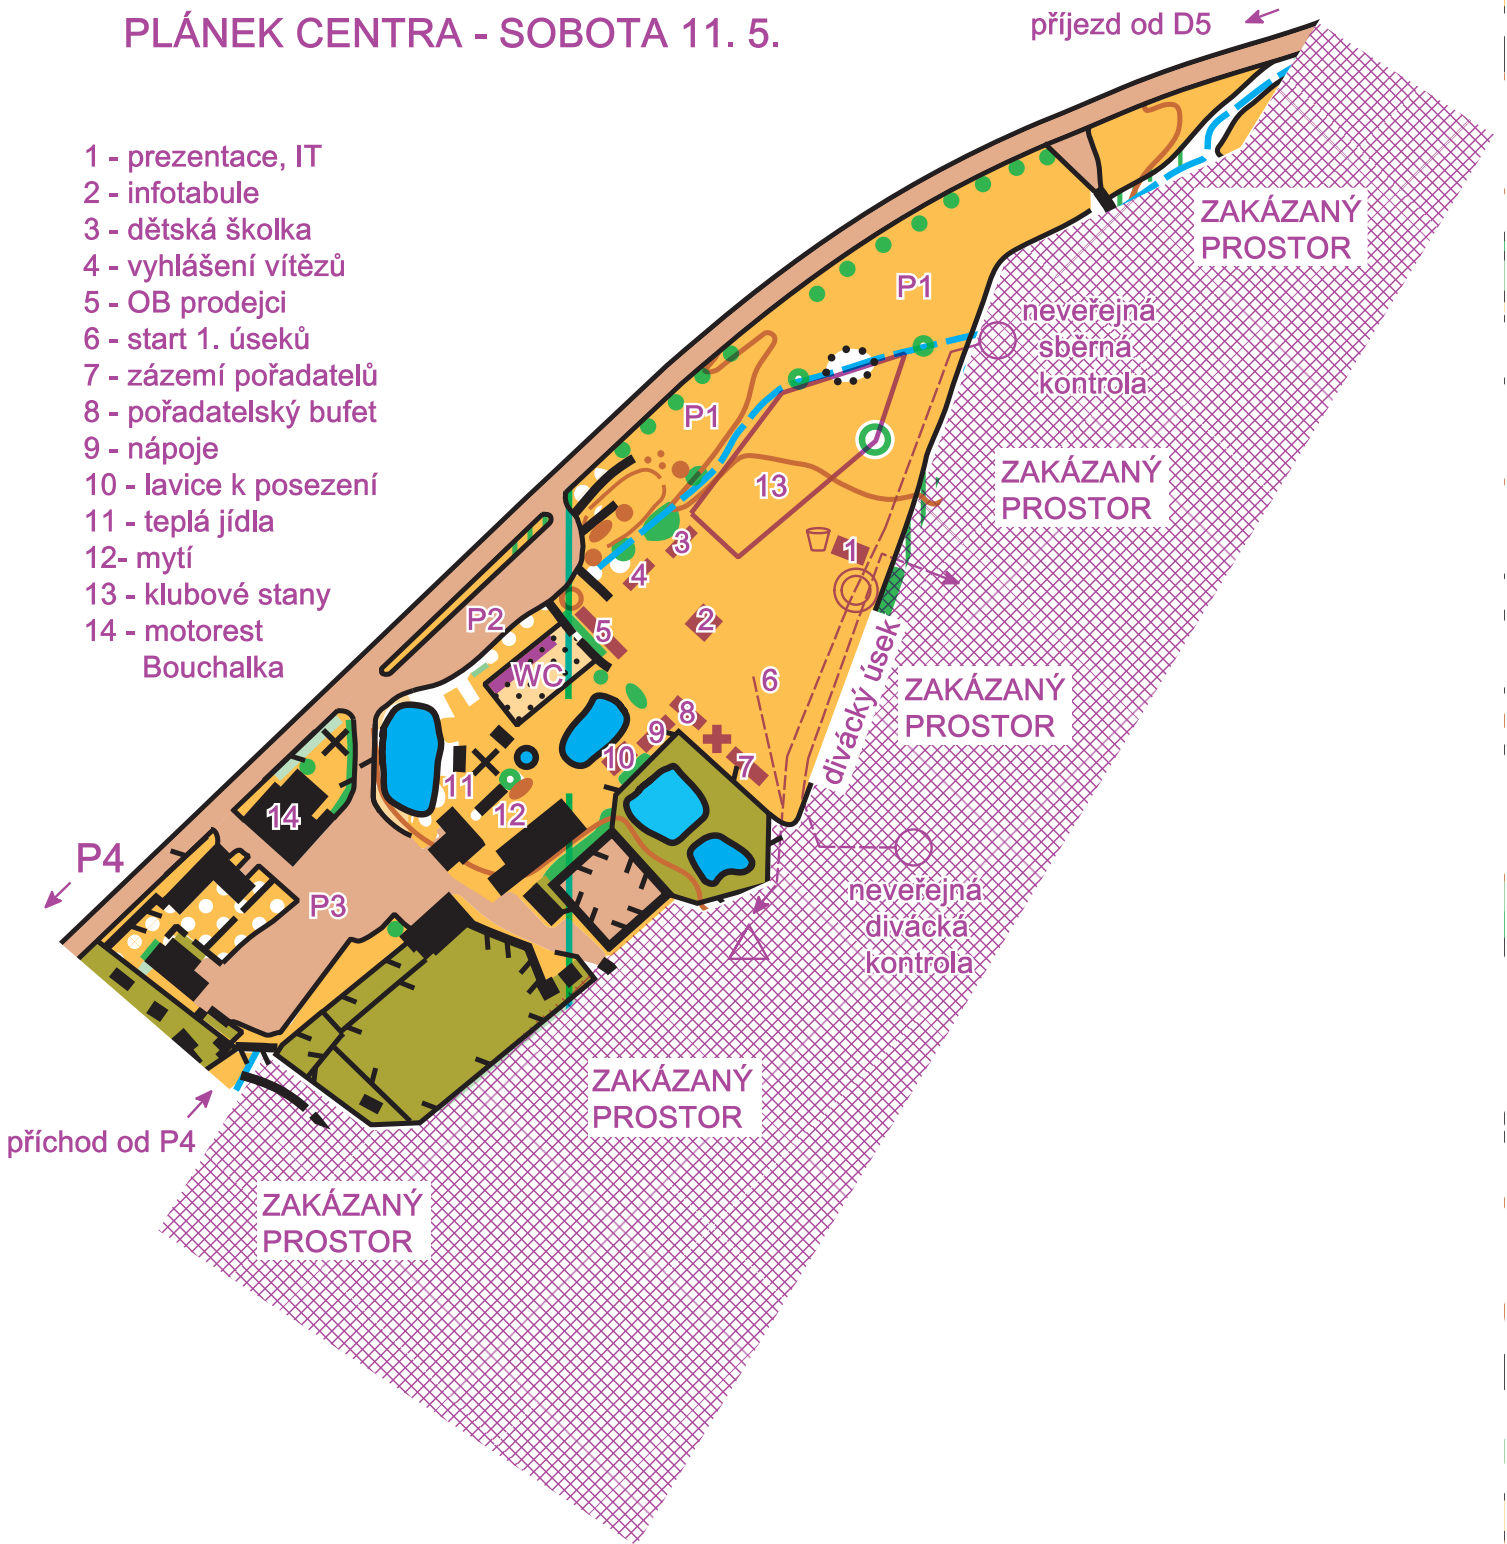 PLÁNEK CENTRA - SOBOTA 11. 5.
příjezd od D5
1 - prezentace, IT
2 - infotabule
3 - dětská školka
4 - vyhlášení vítězů
5 - OB prodejci
6 - start 1. úseků
7 - zázemí pořadatelů
8 - pořadatelský bufet
9 - nápoje
10 - lavice k posezení
11 - teplá jídla
12- mytí
13 - klubové stany
14 - motorest
Bouchalka
ZAKÁZANÝ
PROSTOR
P1
neveřejná
sběrná
kontrola
P1
ZAKÁZANÝ
PROSTOR
13
3
1
4
P2
5
2
WC
6
divácký úsek
ZAKÁZANÝ
PROSTOR
8
9
10
7
11
12
14
P4
P3
neveřejná
divácká
kontrola
ZAKÁZANÝ
PROSTOR
příchod od P4
ZAKÁZANÝ
PROSTOR